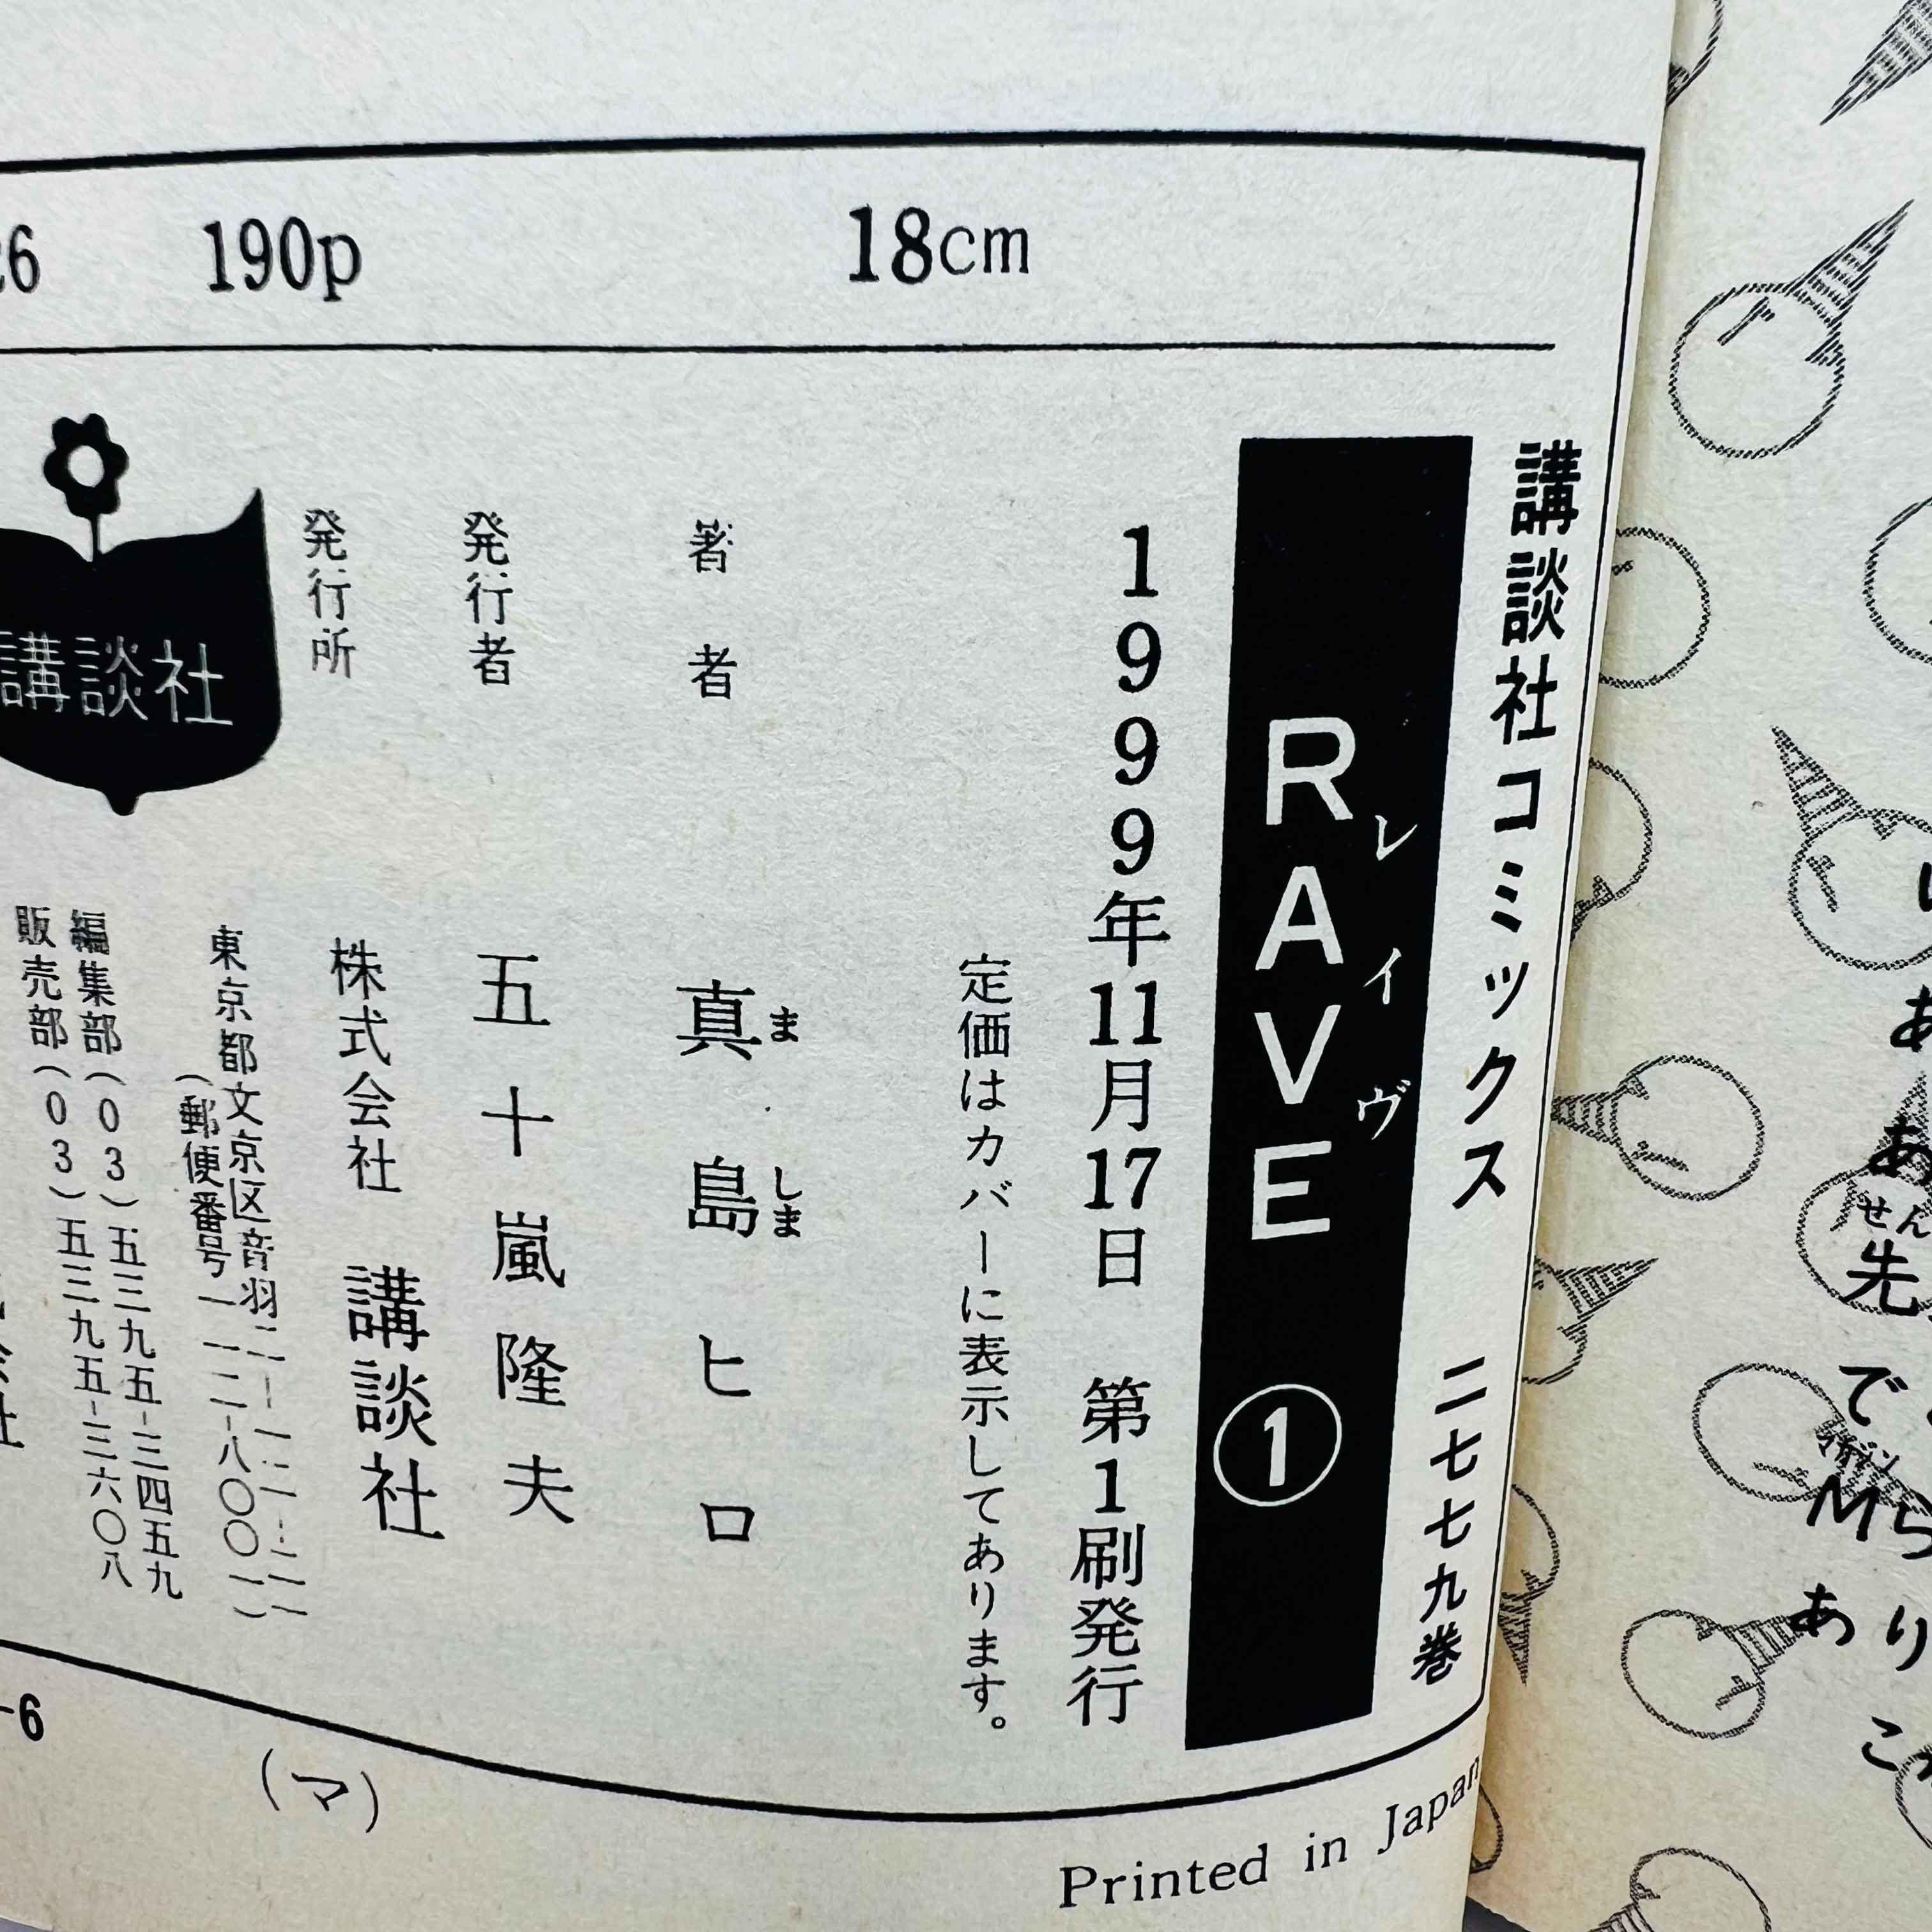 26 190p 18cm
講談社コミックス 二七七九巻
RAVE ①
レイヴ
1999年11月17日 第1刷発行
定価はカバーに表示してあります。
著者 真島ヒロ
ま しま
発行者 五十嵐隆夫
発行所 株式会社 講談社
東京都文京区音羽二-一二-二一
(郵便番号一一二-八〇〇一)
編集部(03)五三九五-三四五九
販売部(03)五三九五-三六〇八
講談社
-6
(マ)
Printed in Japan
あ
あ
せん
先
で
マガジン
Mら
あり